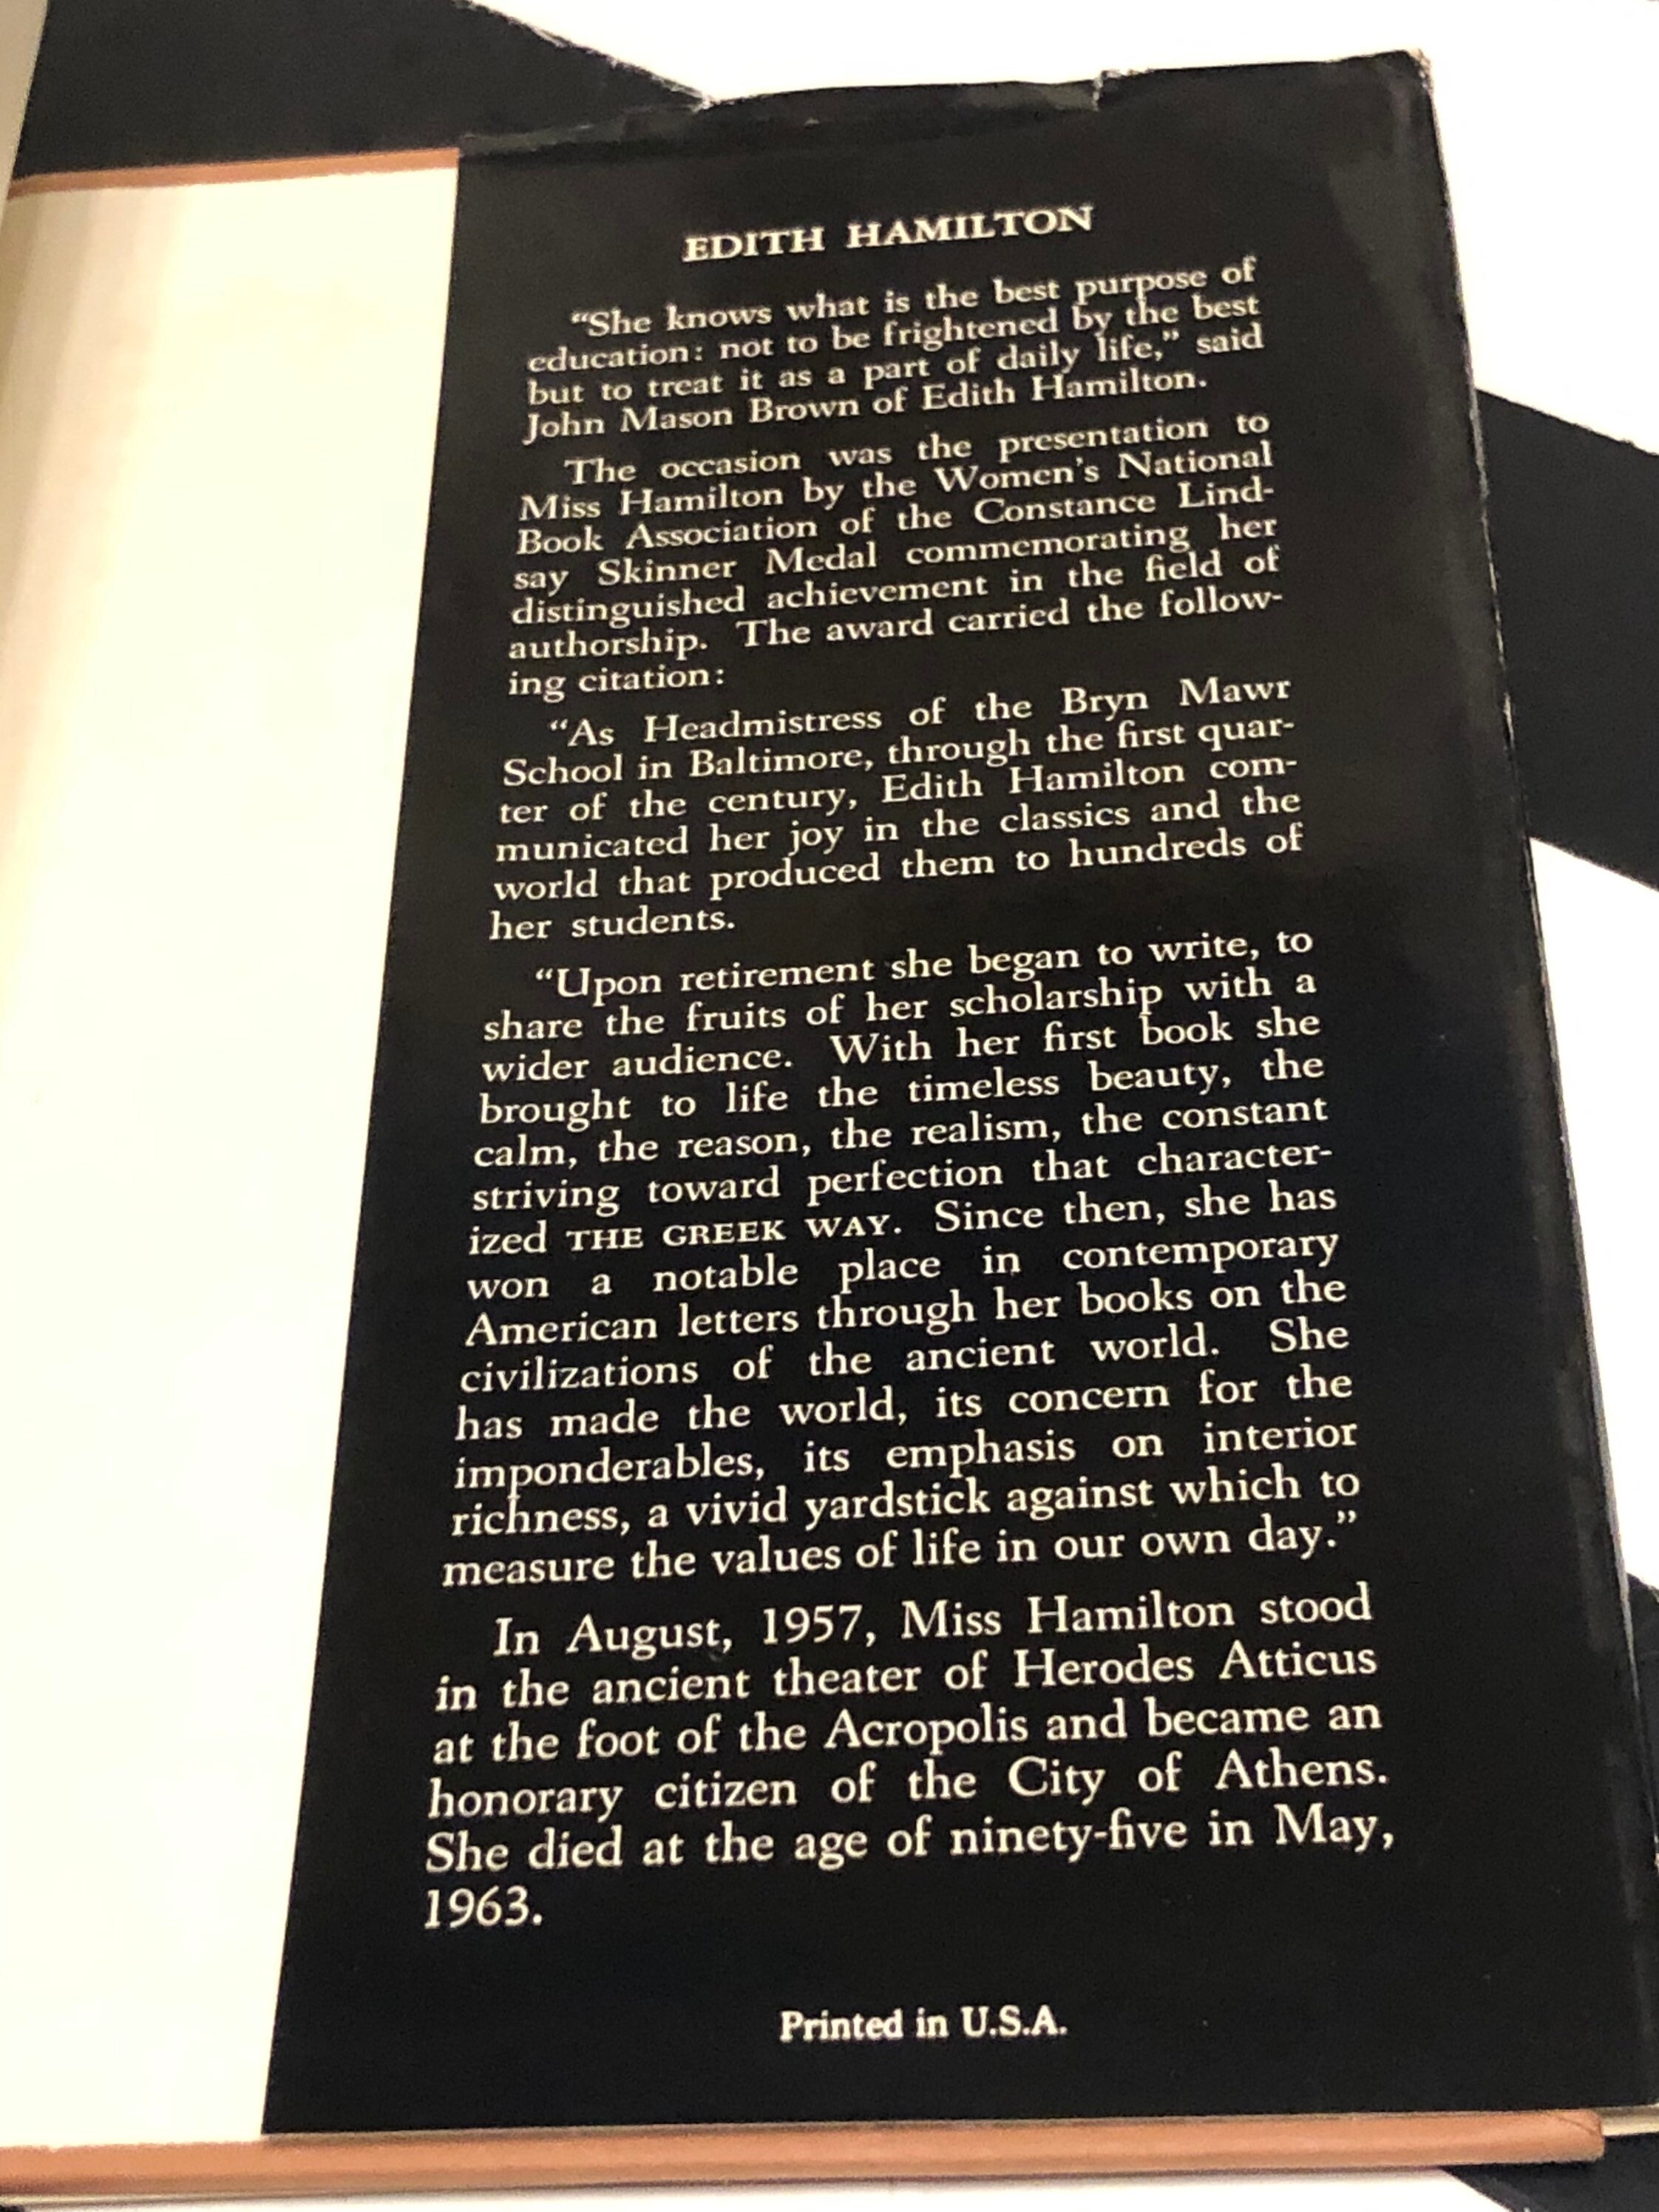 EDITH HAMILTON
“She knows what is the best purpose of
education: not to be frightened by the best
but to treat it as a part of daily life,” said
John Mason Brown of Edith Hamilton.
The occasion was the presentation to
Miss Hamilton by the Women’s National
Book Association of the Constance Lind-
say Skinner Medal commemorating her
distinguished achievement in the field of
authorship. The award carried the follow-
ing citation:
“As Headmistress of the Bryn Mawr
School in Baltimore, through the first quar-
ter of the century, Edith Hamilton com-
municated her joy in the classics and the
world that produced them to hundreds of
her students.
“Upon retirement she began to write, to
share the fruits of her scholarship with a
wider audience. With her first book she
brought to life the timeless beauty, the
calm, the reason, the realism, the constant
striving toward perfection that character-
ized THE GREEK WAY. Since then, she has
won a notable place in contemporary
American letters through her books on the
civilizations of the ancient world. She
has made the world, its concern for the
imponderables, its emphasis on interior
richness, a vivid yardstick against which to
measure the values of life in our own day.”
In August, 1957, Miss Hamilton stood
in the ancient theater of Herodes Atticus
at the foot of the Acropolis and became an
honorary citizen of the City of Athens.
She died at the age of ninety-five in May,
1963.
Printed in U.S.A.